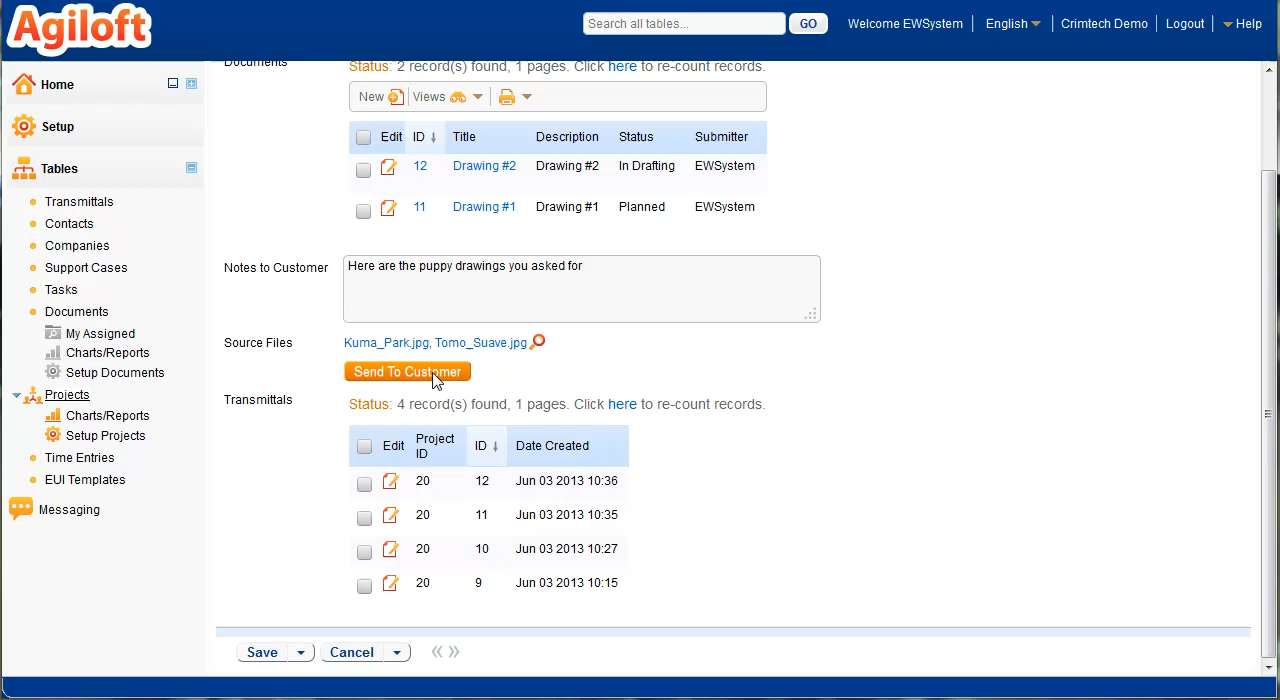 Agiloft
Search all tables... GO Welcome EWSystem English Crimtech Demo Logout Help
Home
Setup
Tables
Transmittals
Contacts
Companies
Support Cases
Tasks
Documents
My Assigned
Charts/Reports
Setup Documents
Projects
Charts/Reports
Setup Projects
Time Entries
EUI Templates
Messaging
Documents
Status: 2 record(s) found, 1 pages. Click here to re-count records.
New Views
Edit ID Title Description Status Submitter
12 Drawing #2 Drawing #2 In Drafting EWSystem
11 Drawing #1 Drawing #1 Planned EWSystem
Notes to Customer
Here are the puppy drawings you asked for
Source Files
Kuma_Park.jpg, Tomo_Suave.jpg
Send To Customer
Transmittals
Status: 4 record(s) found, 1 pages. Click here to re-count records.
Edit Project ID ID Date Created
20 12 Jun 03 2013 10:36
20 11 Jun 03 2013 10:35
20 10 Jun 03 2013 10:27
20 9 Jun 03 2013 10:15
Save Cancel